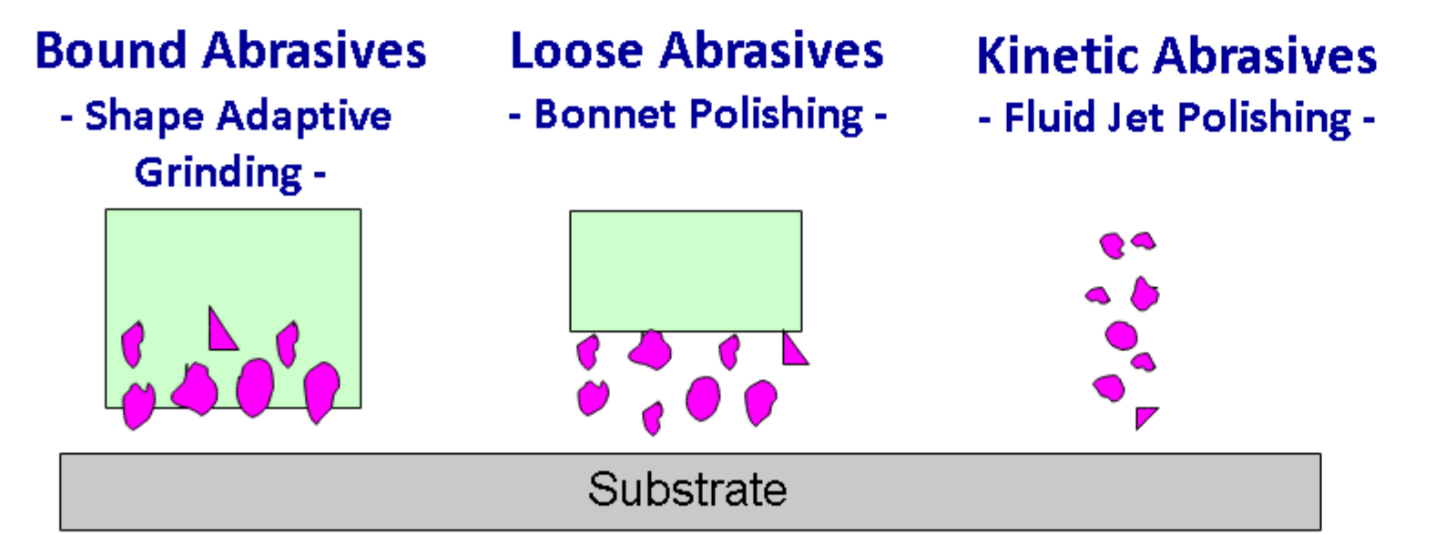 Bound Abrasives
- Shape Adaptive
Grinding -
Loose Abrasives
- Bonnet Polishing -
Kinetic Abrasives
- Fluid Jet Polishing -
Substrate